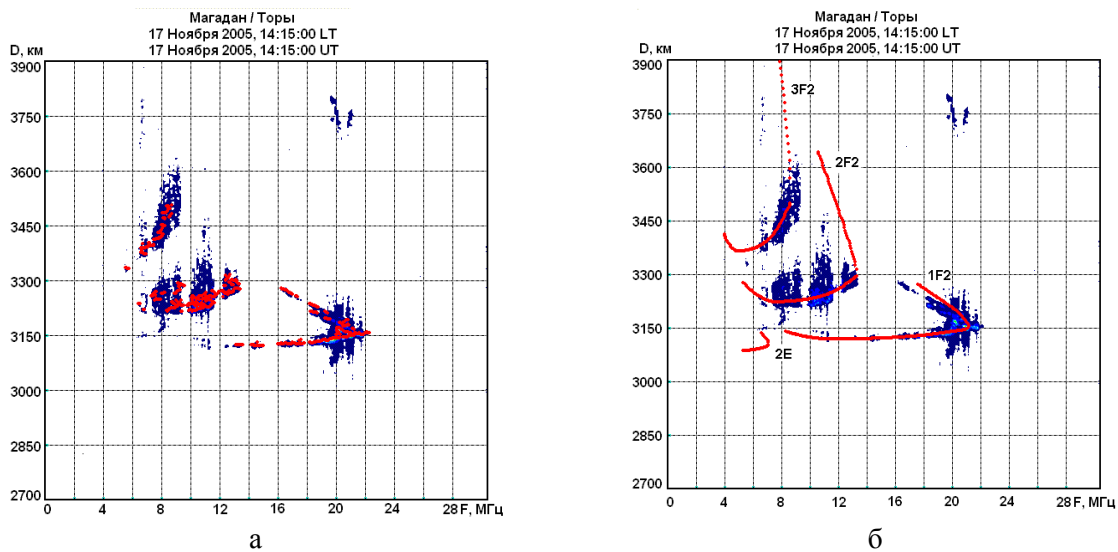 Магадан / Торы
17 Ноября 2005, 14:15:00 LT
17 Ноября 2005, 14:15:00 UT
D, км
3900
3750
3600
3450
3300
3150
3000
2850
2700
0 4 8 12 16 20 24 28 F, МГц
а
Магадан / Торы
17 Ноября 2005, 14:15:00 LT
17 Ноября 2005, 14:15:00 UT
D, км
3900
3F2
3750
2F2
3600
3450
3300
1F2
3150
2E
3000
2850
2700
0 4 8 12 16 20 24 28 F, МГц
б